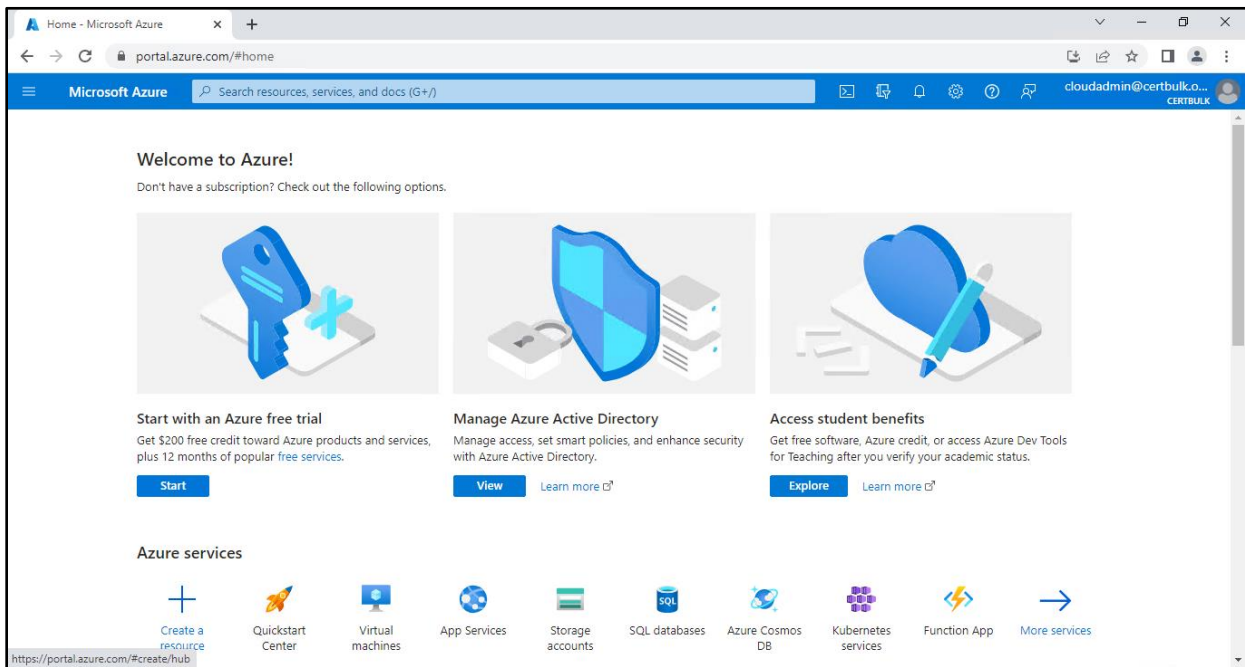 Home - Microsoft Azure
portal.azure.com/#home
Microsoft Azure
Search resources, services, and docs (G+/)
cloudadmin@certbulk.o...
CERTBULK
Welcome to Azure!
Don't have a subscription? Check out the following options.
Start with an Azure free trial
Get $200 free credit toward Azure products and services,
plus 12 months of popular free services.
Start
Manage Azure Active Directory
Manage access, set smart policies, and enhance security
with Azure Active Directory.
View
Learn more
Access student benefits
Get free software, Azure credit, or access Azure Dev Tools
for Teaching after you verify your academic status.
Explore
Learn more
Azure services
Create a
resource
Quickstart
Center
Virtual
machines
App Services
Storage
accounts
SQL
SQL databases
Azure Cosmos
DB
Kubernetes
services
Function App
More services
https://portal.azure.com/#create/hub